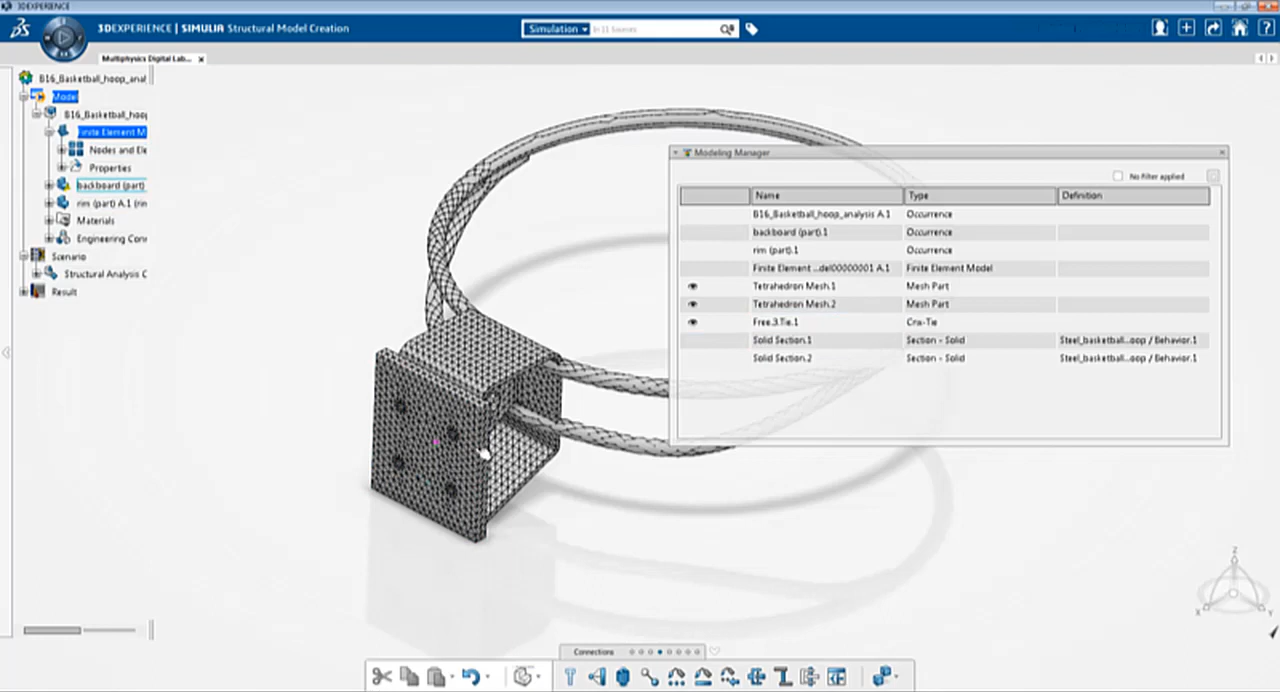 3DEXPERIENCE
3DEXPERIENCE | SIMULIA Structural Model Creation
Simulation
in 11 Sources
Multiphysics Digital Lab...
B16_Basketball_hoop_anal
Model
B16_Basketball_hoop
Finite Element M
Nodes and Ele
Properties
backboard (part)
rim (part) A.1 (rim
Materials
Engineering Conn
Scenario
Structural Analysis C
Result
Modeling Manager
No filter applied
Name Type Definition
B16_Basketball_hoop_analysis A.1 Occurrence
backboard (part).1 Occurrence
rim (part).1 Occurrence
Finite Element ...del00000001 A.1 Finite Element Model
Tetrahedron Mesh.1 Mesh Part
Tetrahedron Mesh.2 Mesh Part
Free.3.Tie.1 Cnx-Tie
Solid Section.1 Section - Solid Steel_basketball...oop / Behavior.1
Solid Section.2 Section - Solid Steel_basketball...oop / Behavior.1
Z
X
Y
Connections